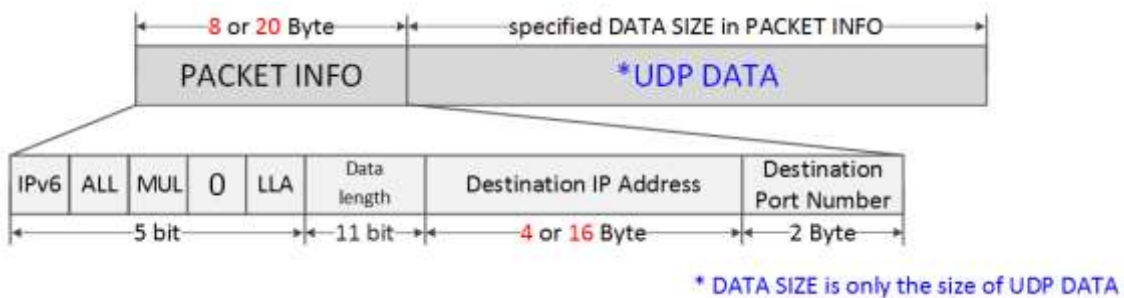 8 or 20 Byte
specified DATA SIZE in PACKET INFO
PACKET INFO
*UDP DATA
IPv6
ALL
MUL
0
LLA
Data
length
Destination IP Address
Destination
Port Number
5 bit
11 bit
4 or 16 Byte
2 Byte
* DATA SIZE is only the size of UDP DATA